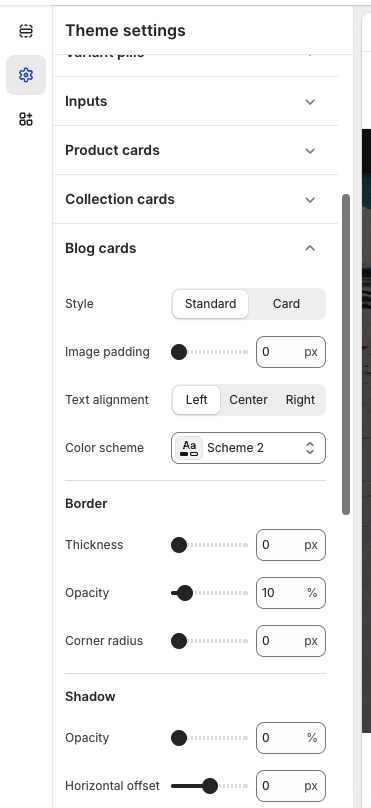 Theme settings
Variant pills
Inputs
Product cards
Collection cards
Blog cards
Style Standard Card
Image padding 0 px
Text alignment Left Center Right
Color scheme Aa Scheme 2
Border
Thickness 0 px
Opacity 10 %
Corner radius 0 px
Shadow
Opacity 0 %
Horizontal offset 0 px